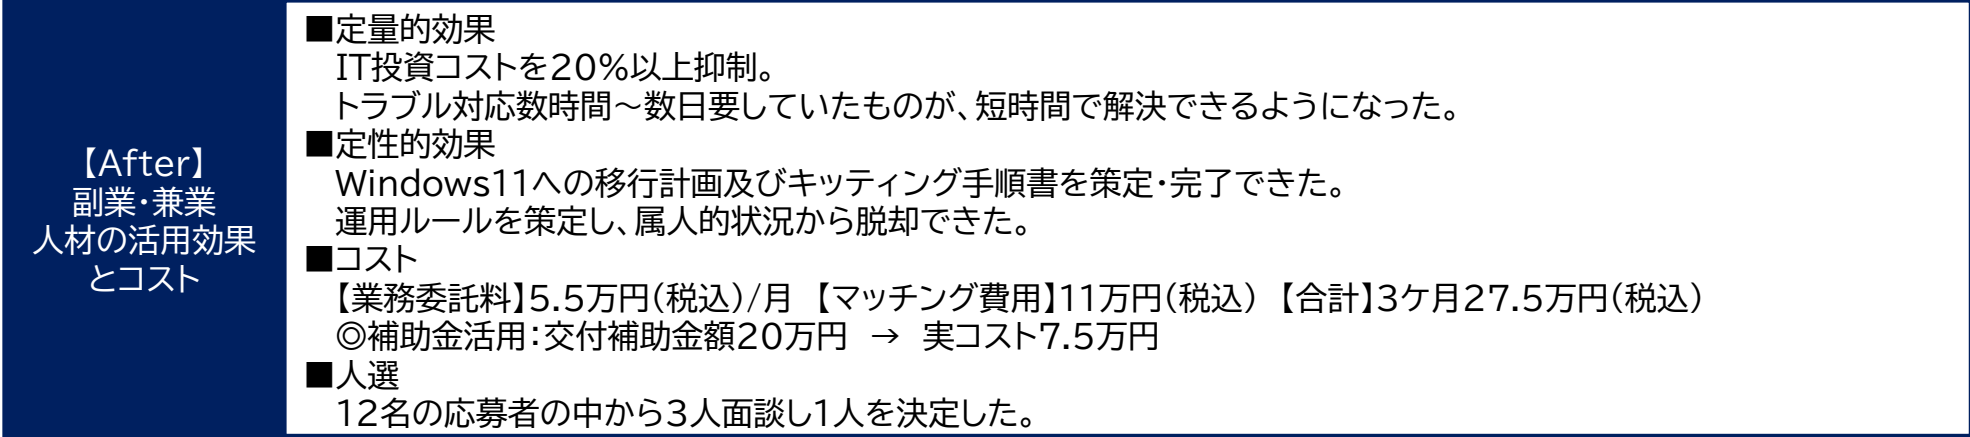 【After】
副業・兼業
人材の活用効果
とコスト
■定量的効果
IT投資コストを20%以上抑制。
トラブル対応数時間～数日要していたものが、短時間で解決できるようになった。
■定性的効果
Windows11への移行計画及びキッティング手順書を策定・完了できた。
運用ルールを策定し、属人的状況から脱却できた。
■コスト
【業務委託料】5.5万円(税込)/月 【マッチング費用】11万円(税込) 【合計】3ケ月27.5万円(税込)
◎補助金活用：交付補助金額20万円 → 実コスト7.5万円
■人選
12名の応募者の中から3人面談し1人を決定した。